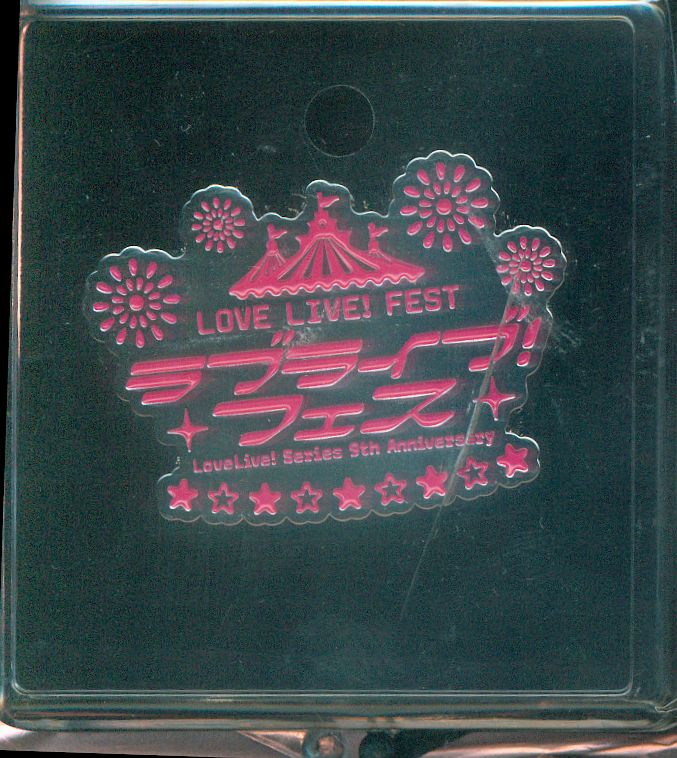 LOVE LIVE! FEST
ラブライブ!
フェス
LoveLive! Series 9th Anniversary